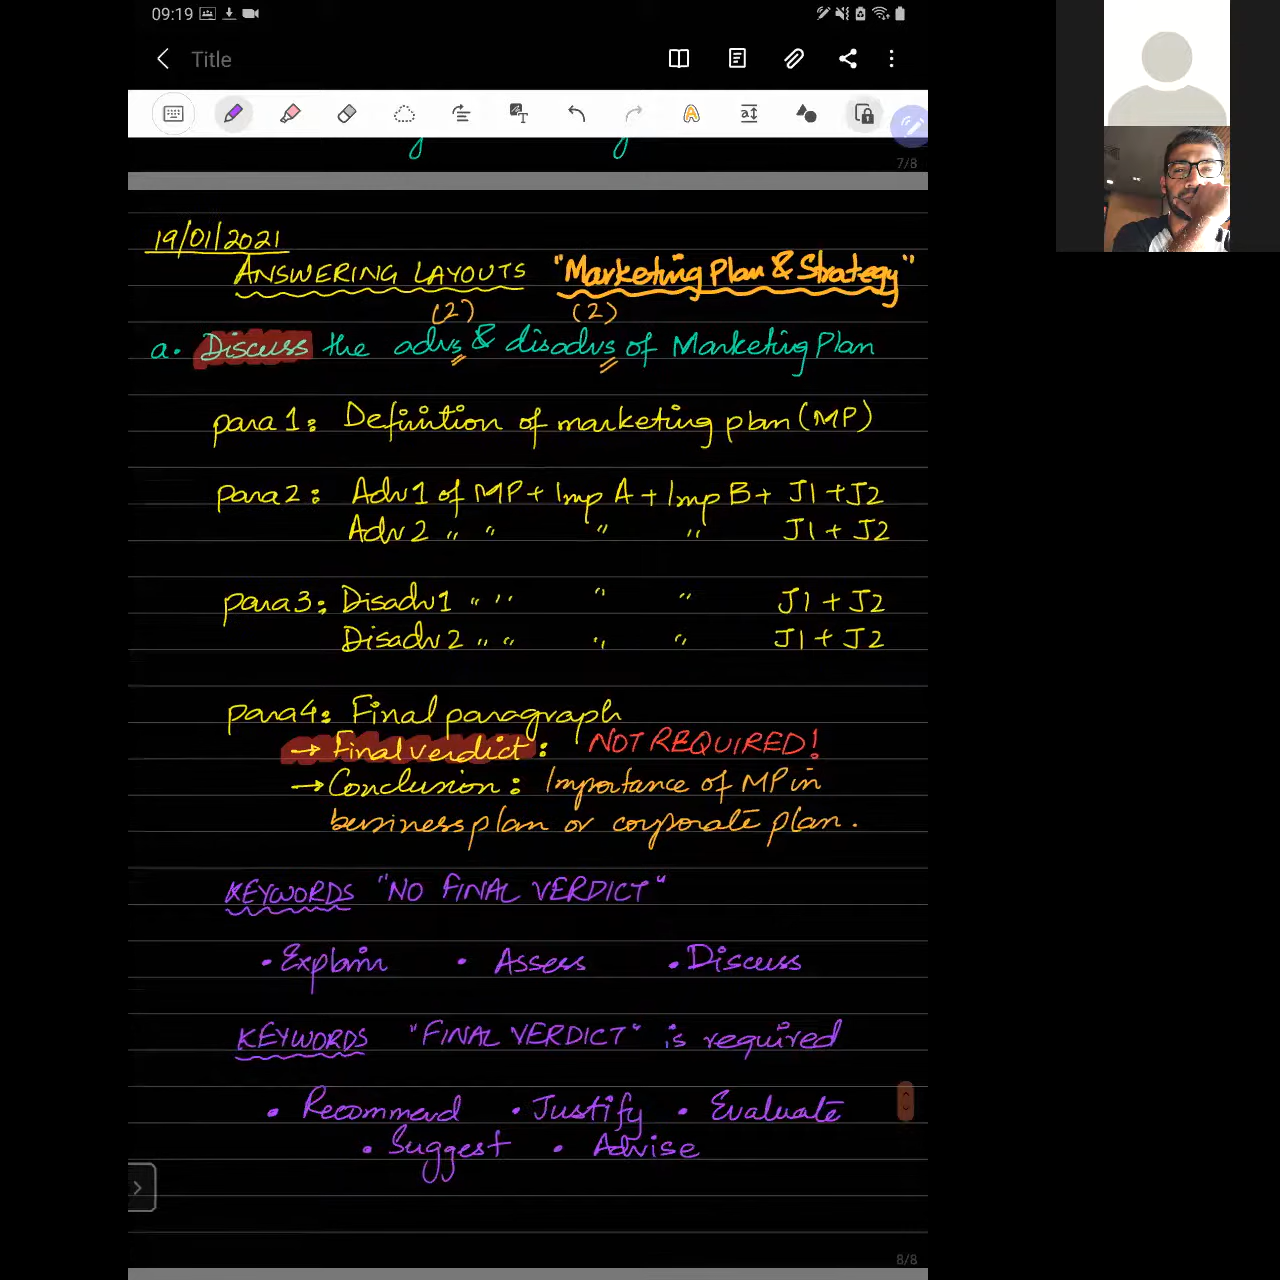 09:19
Title
7/8
19/01/2021
ANSWERING LAYOUTS "Marketing Plan & Strategy"
(2) (2)
a. Discuss the advs & disadvs of Marketing Plan
para 1: Definition of marketing plan (MP)
para 2: Adv 1 of MP + Imp A + Imp B + J1 + J2
Adv 2 " " " " J1 + J2
para 3: Disadv 1 " " " " J1 + J2
Disadv 2 " " " " J1 + J2
para 4: Final paragraph
→ Final verdict: NOT REQUIRED!
→ Conclusion: Importance of MP in
business plan or corporate plan.
KEYWORDS "NO FINAL VERDICT"
• Explain • Assess • Discuss
KEYWORDS "FINAL VERDICT" is required
• Recommend • Justify • Evaluate
• Suggest • Advise
8/8